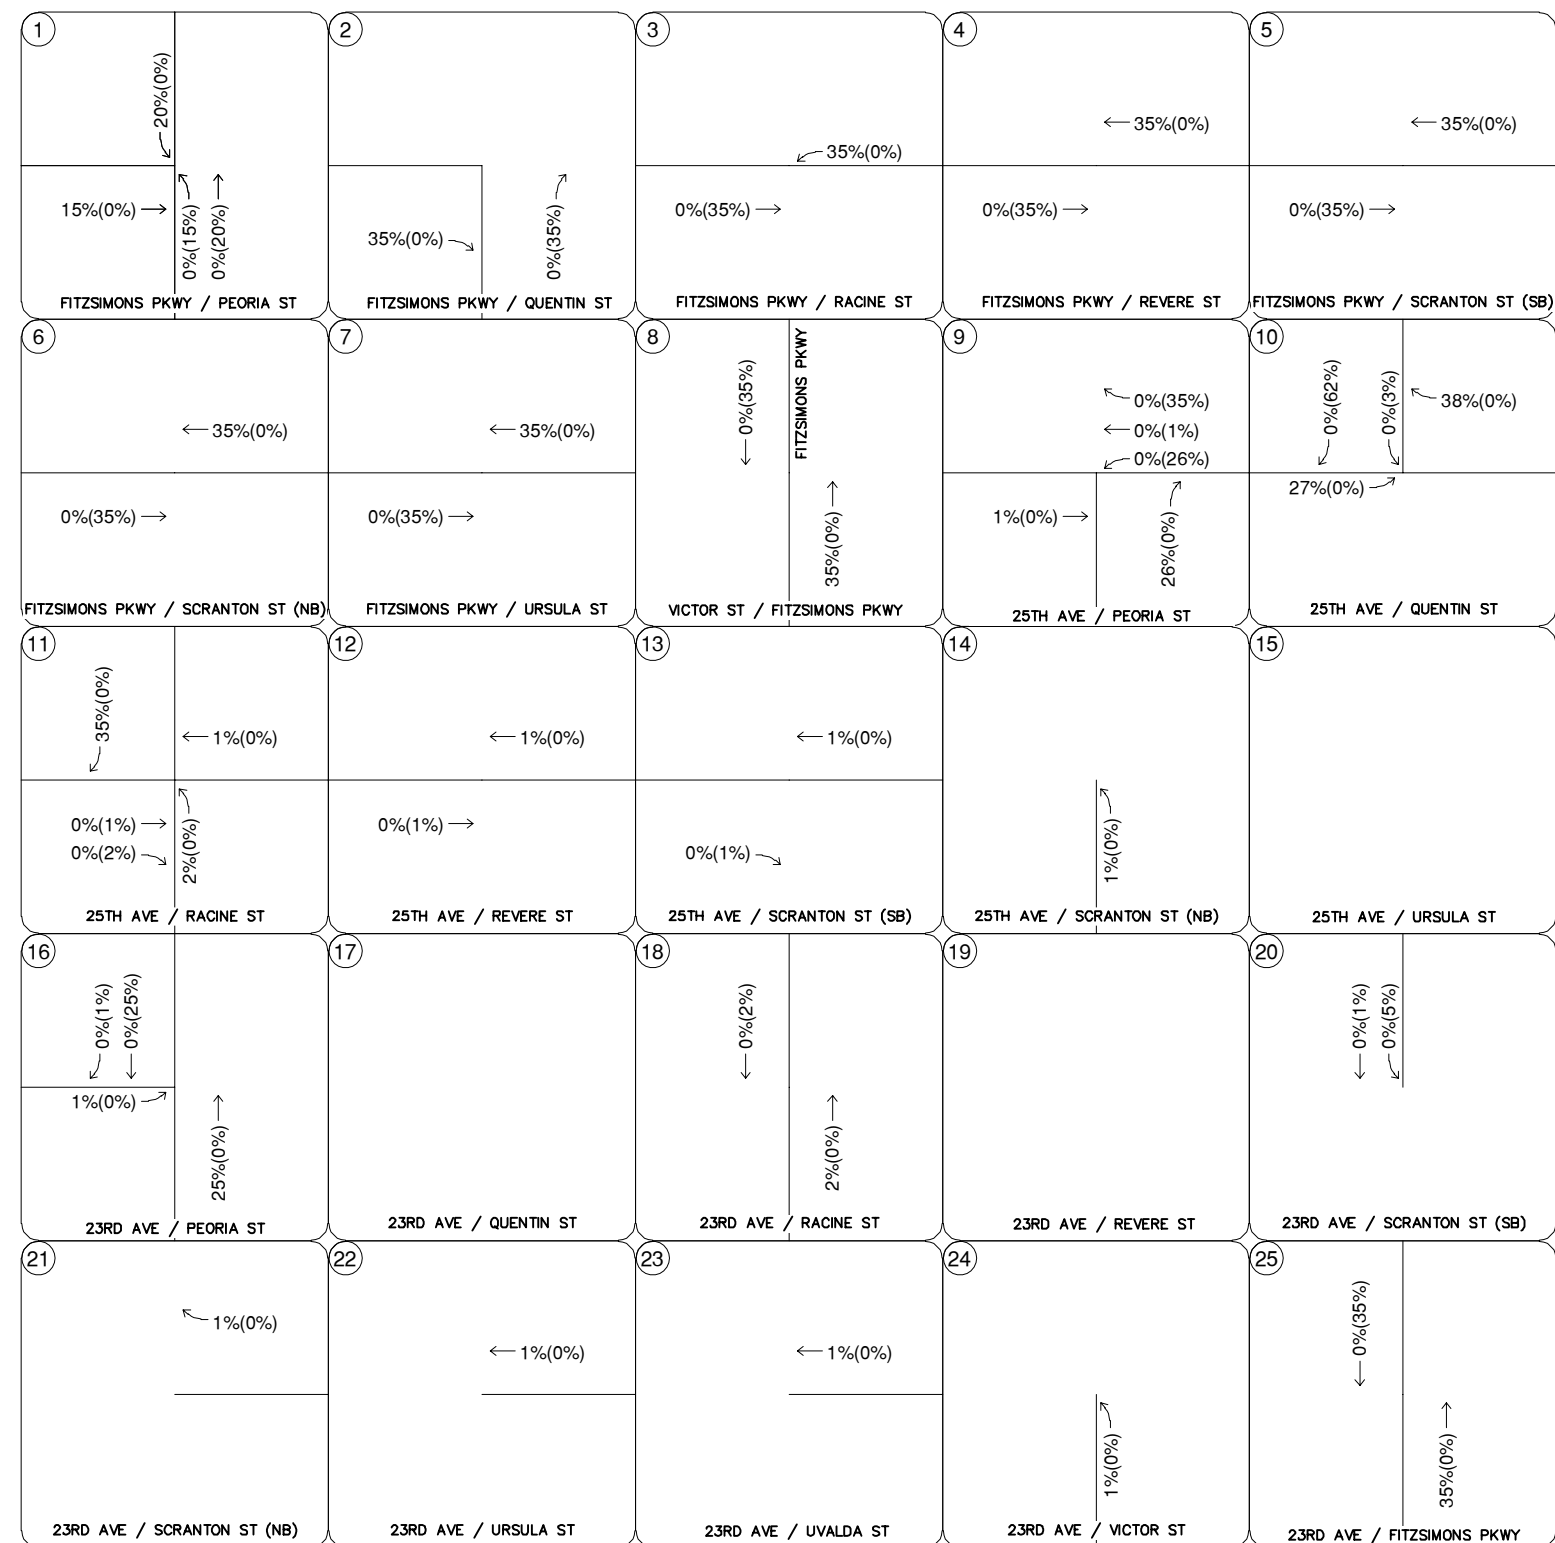 1
20%(0%)
15%(0%)
0%(15%)
0%(20%)
FITZSIMONS PKWY / PEORIA ST
2
35%(0%)
0%(35%)
FITZSIMONS PKWY / QUENTIN ST
3
35%(0%)
0%(35%)
FITZSIMONS PKWY / RACINE ST
4
35%(0%)
0%(35%)
FITZSIMONS PKWY / REVERE ST
5
35%(0%)
0%(35%)
FITZSIMONS PKWY / SCRANTON ST (SB)
6
35%(0%)
0%(35%)
FITZSIMONS PKWY / SCRANTON ST (NB)
7
35%(0%)
0%(35%)
FITZSIMONS PKWY / URSULA ST
8
0%(35%)
FITZSIMONS PKWY
35%(0%)
VICTOR ST / FITZSIMONS PKWY
9
0%(35%)
0%(1%)
0%(26%)
1%(0%)
26%(0%)
25TH AVE / PEORIA ST
10
0%(62%)
0%(3%)
38%(0%)
27%(0%)
25TH AVE / QUENTIN ST
11
35%(0%)
1%(0%)
0%(1%)
0%(2%)
2%(0%)
25TH AVE / RACINE ST
12
1%(0%)
0%(1%)
25TH AVE / REVERE ST
13
1%(0%)
0%(1%)
25TH AVE / SCRANTON ST (SB)
14
1%(0%)
25TH AVE / SCRANTON ST (NB)
15
25TH AVE / URSULA ST
16
0%(1%)
0%(25%)
1%(0%)
25%(0%)
23RD AVE / PEORIA ST
17
23RD AVE / QUENTIN ST
18
0%(2%)
2%(0%)
23RD AVE / RACINE ST
19
23RD AVE / REVERE ST
20
0%(1%)
0%(5%)
23RD AVE / SCRANTON ST (SB)
21
1%(0%)
23RD AVE / SCRANTON ST (NB)
22
1%(0%)
23RD AVE / URSULA ST
23
1%(0%)
23RD AVE / UVALDA ST
24
1%(0%)
23RD AVE / VICTOR ST
25
0%(35%)
35%(0%)
23RD AVE / FITZSIMONS PKWY